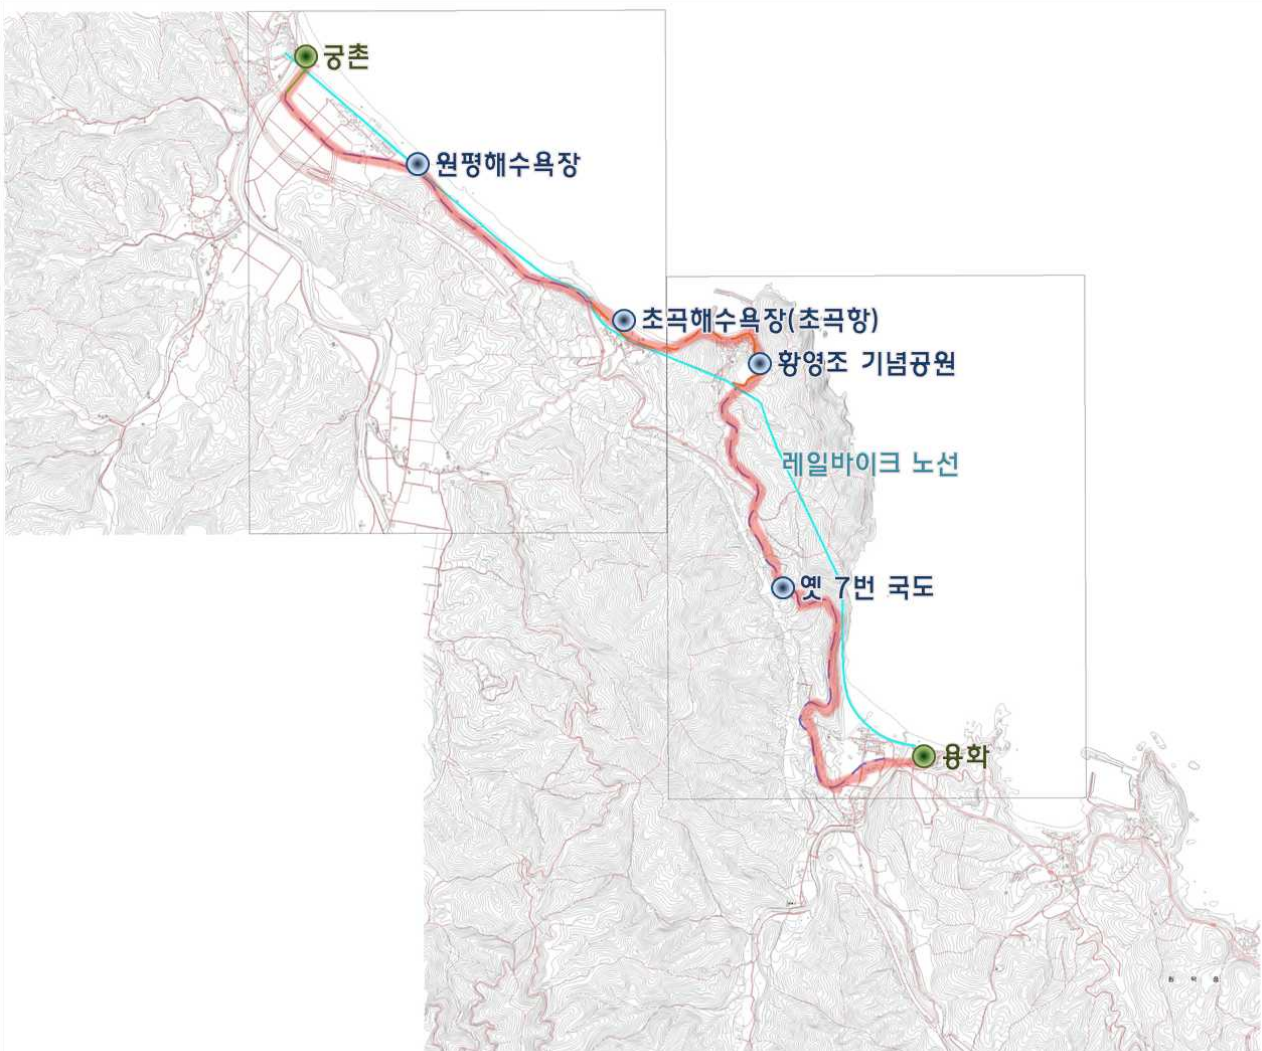 궁촌
원평해수욕장
초곡해수욕장(초곡항)
황영조 기념공원
레일바이크 노선
옛 7번 국도
용화